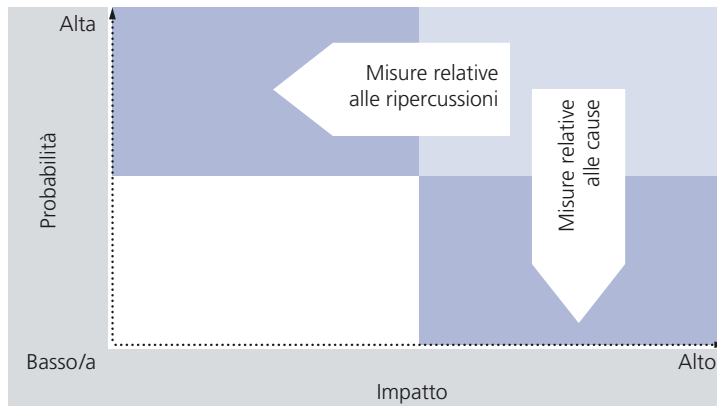 Alta
Misure relative
alle ripercussioni
Misure relative
alle cause
Probabilità
Basso/a
Alto
Impatto